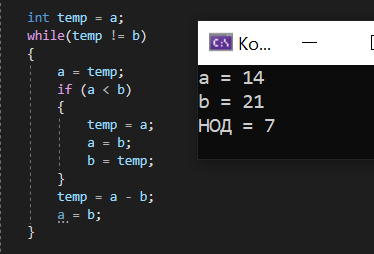 int temp = a;
while(temp != b)
{
a = temp;
if (a < b)
{
temp = a;
a = b;
b = temp;
}
temp = a - b;
a = b;
}
C:\ Ко...
a = 14
b = 21
НОД = 7